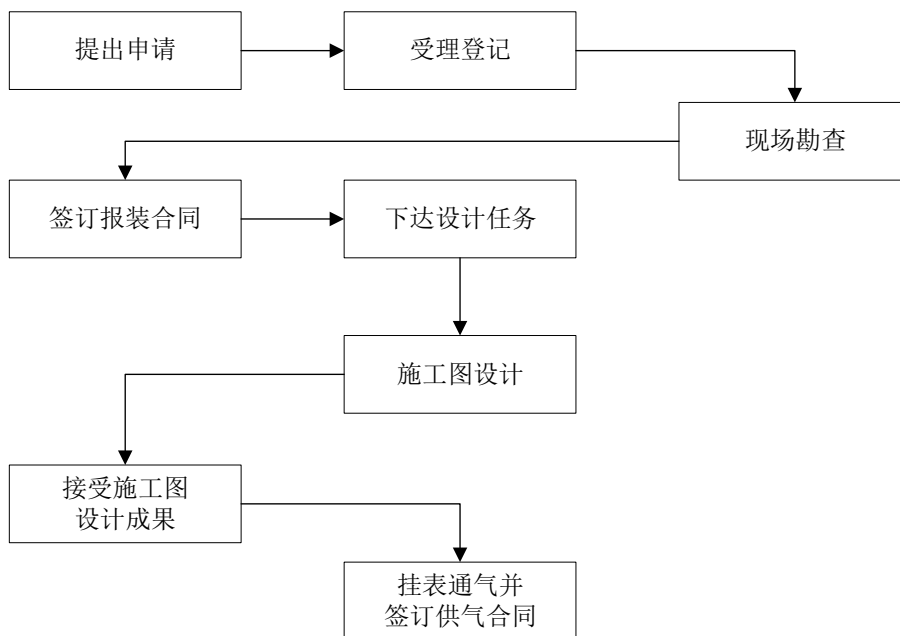 提出申请
受理登记
现场勘查
签订报装合同
下达设计任务
施工图设计
接受施工图
设计成果
挂表通气并
签订供气合同